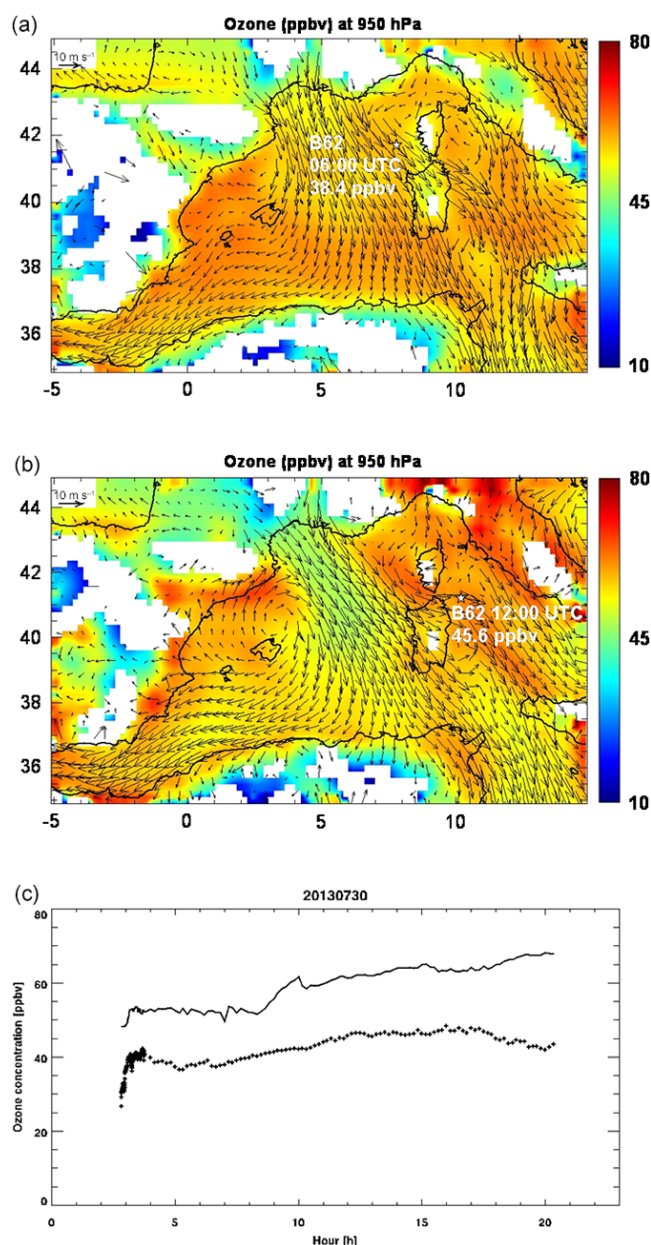 (a)
Ozone (ppbv) at 950 hPa
10 m s⁻¹
44
42
40
38
36
-5 0 5 10
B62
06:00 UTC
38.4 ppbv
80
45
10
(b)
Ozone (ppbv) at 950 hPa
10 m s⁻¹
44
42
40
38
36
-5 0 5 10
B62 12:00 UTC
45.6 ppbv
80
45
10
(c)
20130730
Ozone concentration [ppbv]
80
60
40
20
0
0 5 10 15 20
Hour [h]